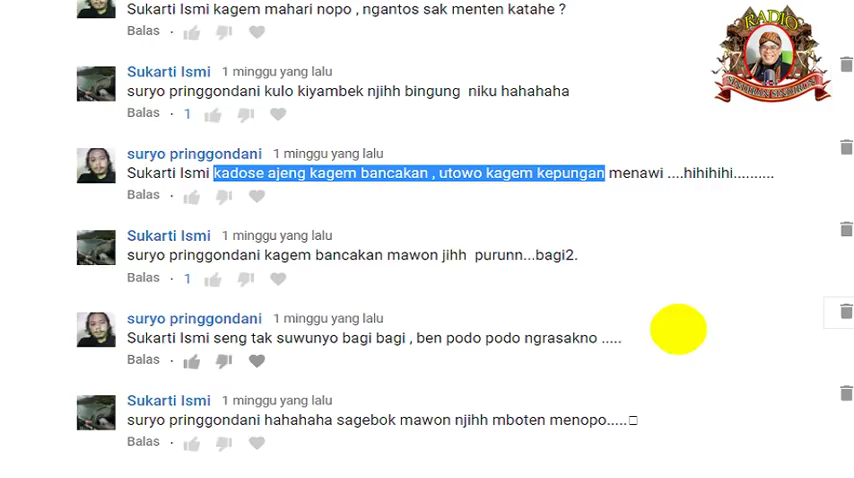 Sukarti Ismi kagem mahari nopo , ngantos sak menten katahe ?
Balas
RADIO
Sukarti Ismi 1 minggu yang lalu
suryo pringgondani kulo kiyambek njihh bingung niku hahahaha
Balas · 1
suryo pringgondani 1 minggu yang lalu
Sukarti Ismi kadose ajeng kagem bancakan , utowo kagem kepungan menawi ....hihihihi..........
Balas
Sukarti Ismi 1 minggu yang lalu
suryo pringgondani kagem bancakan mawon jihh purunn...bagi2.
Balas · 1
suryo pringgondani 1 minggu yang lalu
Sukarti Ismi seng tak suwunyo bagi bagi , ben podo podo ngrasakno .....
Balas ·
Sukarti Ismi 1 minggu yang lalu
suryo pringgondani hahahaha sagebok mawon njihh mboten menopo.....□
Balas ·